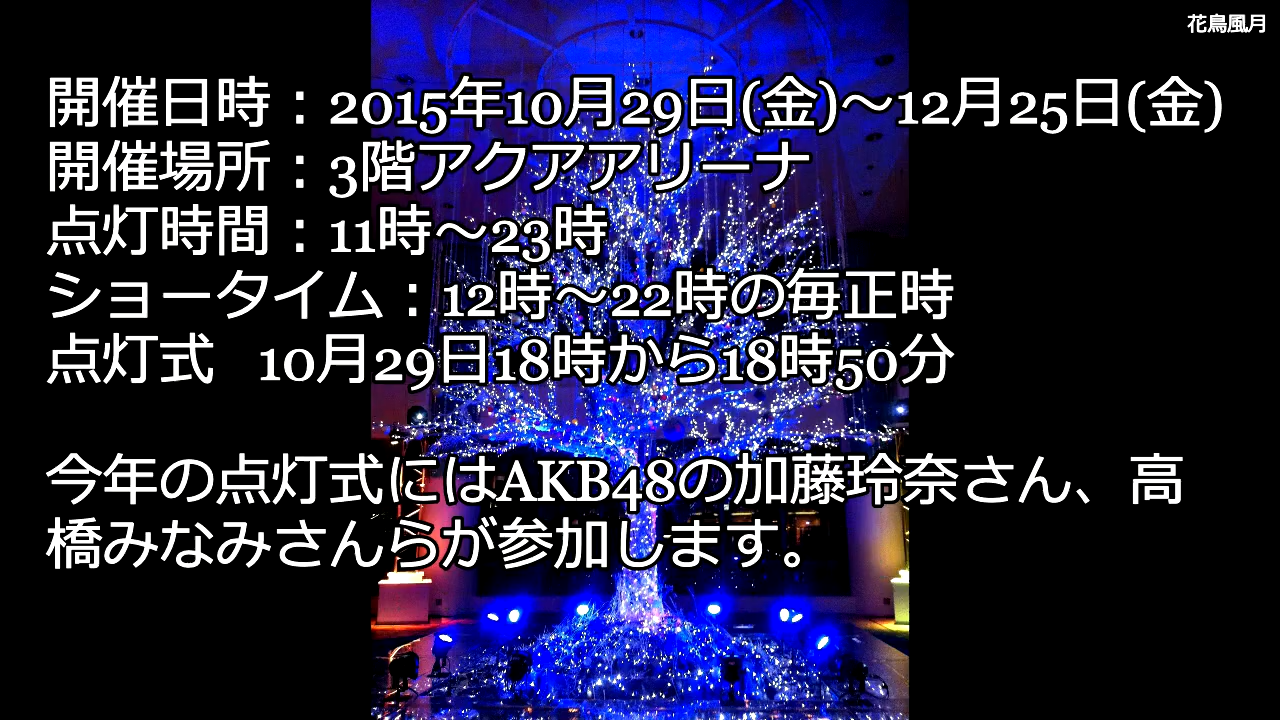 花鳥風月
開催日時：2015年10月29日(金)～12月25日(金)
開催場所：3階アクアアリーナ
点灯時間：11時～23時
ショータイム：12時～22時の毎正時
点灯式 10月29日18時から18時50分
今年の点灯式にはAKB48の加藤玲奈さん、高
橋みなみさんらが参加します。